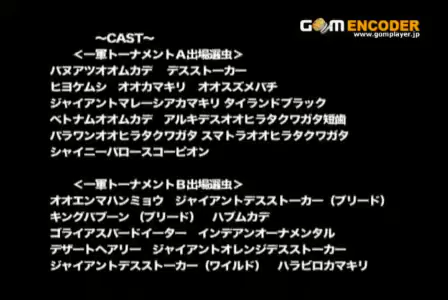 GOM ENCODER
www.gomplayer.jp
～CAST～
＜一軍トーナメントＡ出場選虫＞
バヌアツオオムカデ　デスストーカー
ヒヨケムシ　オオカマキリ　オオスズメバチ
ジャイアントマレーシアカマキリ タイランドブラック
ベトナムオオムカデ　アルキデスオオヒラタクワガタ短歯
パラワンオオヒラタクワガタ スマトラオオヒラタクワガタ
シャイニーバロースコーピオン
＜一軍トーナメントＢ出場選虫＞
オオエンマハンミョウ　ジャイアントデスストーカー（ブリード）
キングバブーン（ブリード）　ハブムカデ
ゴライアスバードイーター　インデアンオーナメンタル
デザートヘアリー　ジャイアントオレンジデスストーカー
ジャイアントデスストーカー（ワイルド）　ハラビロカマキリ